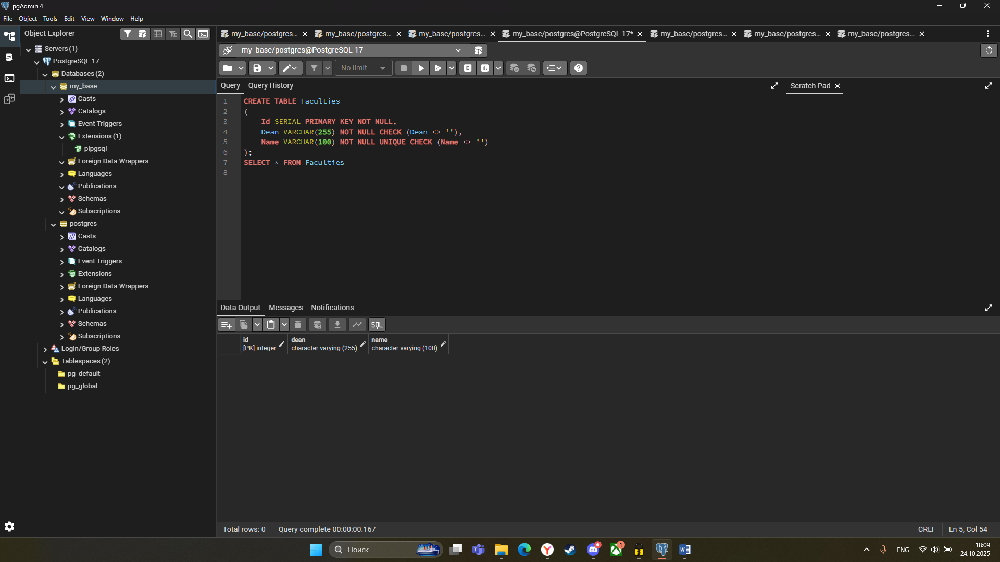 pgAdmin 4
File Object Tools Edit View Window Help
Object Explorer
Servers (1)
PostgreSQL 17
Databases (2)
my_base
Casts
Catalogs
Event Triggers
Extensions (1)
plpgsql
Foreign Data Wrappers
Languages
Publications
Schemas
Subscriptions
postgres
Casts
Catalogs
Event Triggers
Extensions
Foreign Data Wrappers
Languages
Publications
Schemas
Subscriptions
Login/Group Roles
Tablespaces (2)
pg_default
pg_global
my_base/postgres... my_base/postgres... my_base/postgres... my_base/postgres@PostgreSQL 17* my_base/postgres... my_base/postgres... my_base/postgres...
my_base/postgres@PostgreSQL 17
No limit E
Query Query History
1 CREATE TABLE Faculties
2 (
3 Id SERIAL PRIMARY KEY NOT NULL,
4 Dean VARCHAR(255) NOT NULL CHECK (Dean <> ''),
5 Name VARCHAR(100) NOT NULL UNIQUE CHECK (Name <> '')
6 );
7 SELECT * FROM Faculties
8
Scratch Pad
Data Output Messages Notifications
SQL
id dean name
[PK] integer character varying (255) character varying (100)
Total rows: 0 Query complete 00:00:00.167 CRLF Ln 5, Col 54
Поиск 1 ENG 18:09
24.10.2025